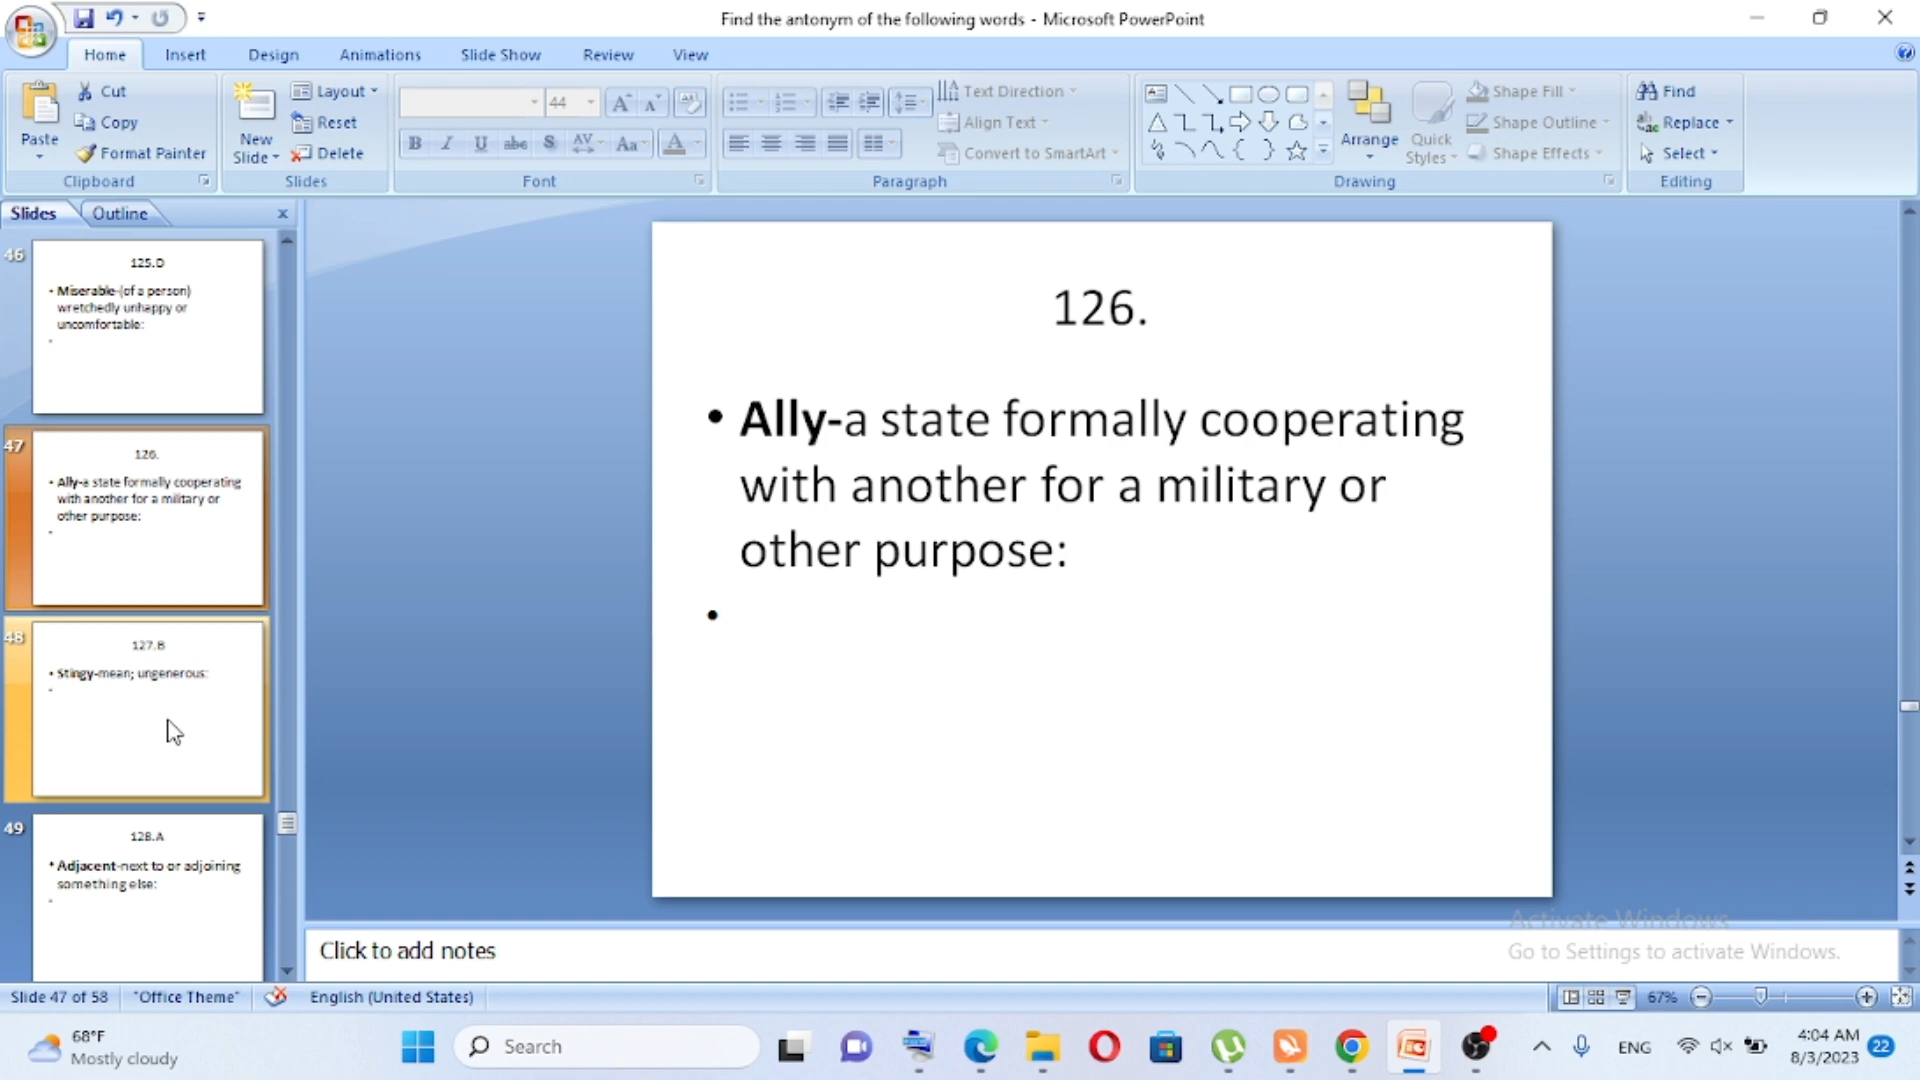 Find the antonym of the following words - Microsoft PowerPoint
Home Insert Design Animations Slide Show Review View
Paste
Cut
Copy
Format Painter
Clipboard
New Slide
Layout
Reset
Delete
Slides
44
B I U abe S AV Aa A
Font
Text Direction
Align Text
Convert to SmartArt
Paragraph
Arrange
Quick Styles
Shape Fill
Shape Outline
Shape Effects
Drawing
Find
Replace
Select
Editing
Slides Outline x
46
125.D
• Miserable-(of a person)
wretchedly unhappy or
uncomfortable:
47
126.
• Ally-a state formally cooperating
with another for a military or
other purpose:
48
127.B
• Stingy-mean; ungenerous:
49
128.A
• Adjacent-next to or adjoining
something else:
126.
• Ally-a state formally cooperating
with another for a military or
other purpose:
•
Click to add notes
Activate Windows
Go to Settings to activate Windows.
Slide 47 of 58 "Office Theme" English (United States) 67%
68°F
Mostly cloudy
Search
ENG
4:04 AM
8/3/2023
22